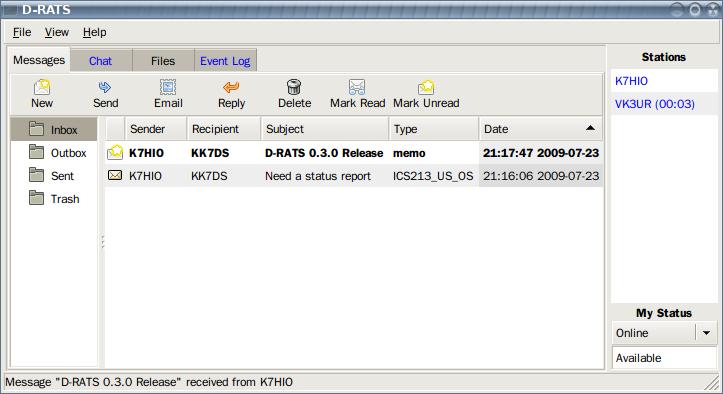 D-RATS
File View Help
Messages Chat Files Event Log
New Send Email Reply Delete Mark Read Mark Unread
Inbox
Outbox
Sent
Trash
Sender Recipient Subject Type Date
K7HIO KK7DS D-RATS 0.3.0 Release memo 21:17:47 2009-07-23
K7HIO KK7DS Need a status report ICS213_US_OS 21:16:06 2009-07-23
Stations
K7HIO
VK3UR (00:03)
My Status
Online
Available
Message "D-RATS 0.3.0 Release" received from K7HIO